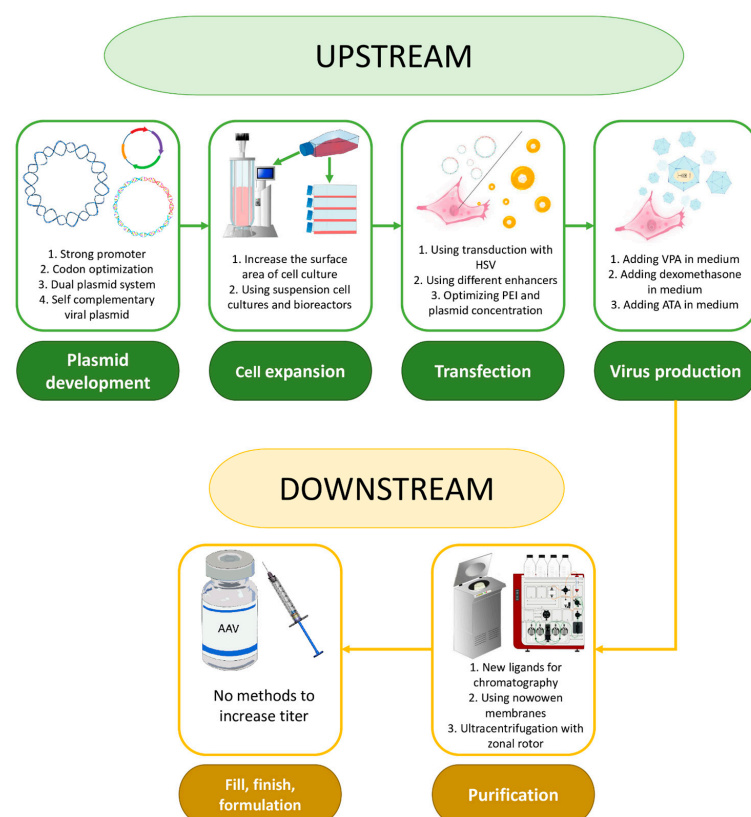 UPSTREAM
1. Strong promoter
2. Codon optimization
3. Dual plasmid system
4. Self complementary
viral plasmid
Plasmid
development
1. Increase the surface
area of cell culture
2. Using suspension cell
cultures and bioreactors
Cell expansion
1. Using transduction with
HSV
2. Using different enhancers
3. Optimizing PEI and
plasmid concentration
Transfection
1. Adding VPA in medium
2. Adding dexomethasone
in medium
3. Adding ATA in medium
Virus production
DOWNSTREAM
AAV
No methods to
increase titer
Fill, finish,
formulation
1. New ligands for
chromatography
2. Using nowowen
membranes
3. Ultracentrifugation with
zonal rotor
Purification